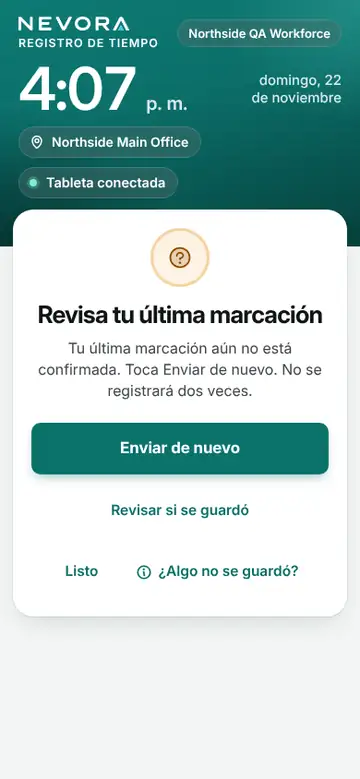 NEVORA
REGISTRO DE TIEMPO
Northside QA Workforce
4:07 p. m.
domingo, 22
de noviembre
Northside Main Office
Tableta conectada
Revisa tu última marcación
Tu última marcación aún no está
confirmada. Toca Enviar de nuevo. No se
registrará dos veces.
Enviar de nuevo
Revisar si se guardó
Listo
¿Algo no se guardó?